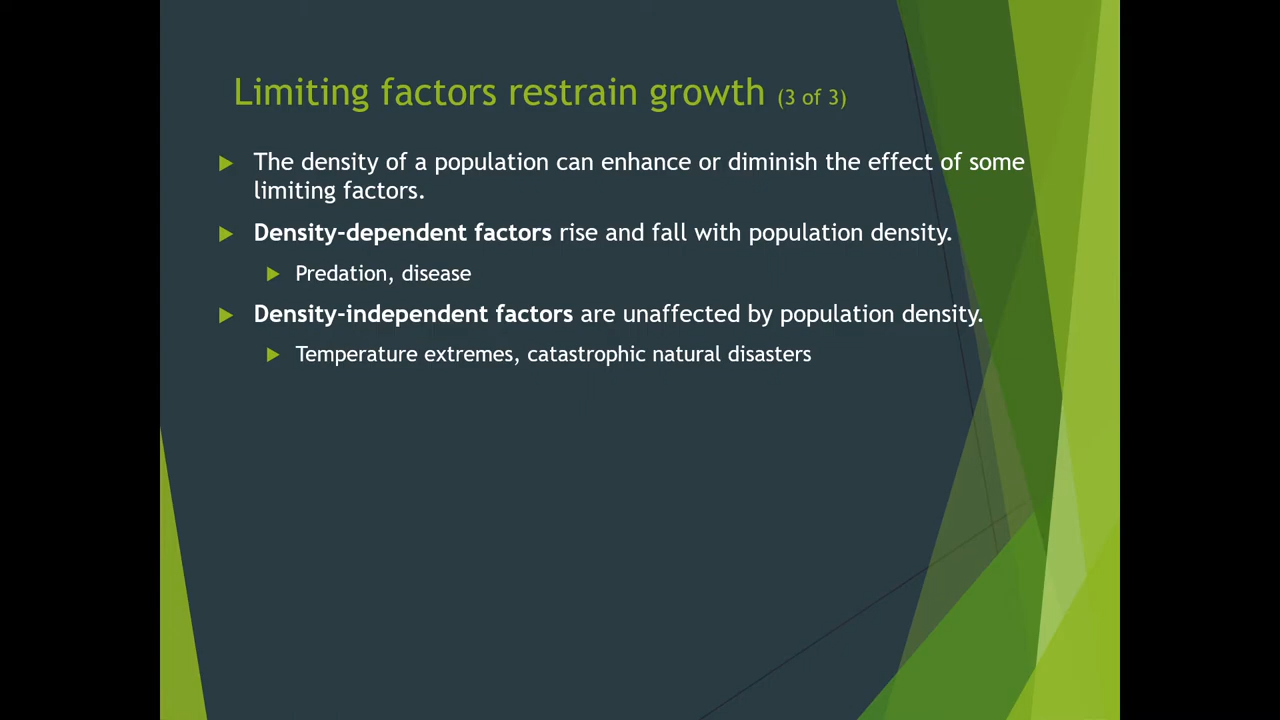 Limiting factors restrain growth (3 of 3)
The density of a population can enhance or diminish the effect of some
limiting factors.
Density-dependent factors rise and fall with population density.
Predation, disease
Density-independent factors are unaffected by population density.
Temperature extremes, catastrophic natural disasters